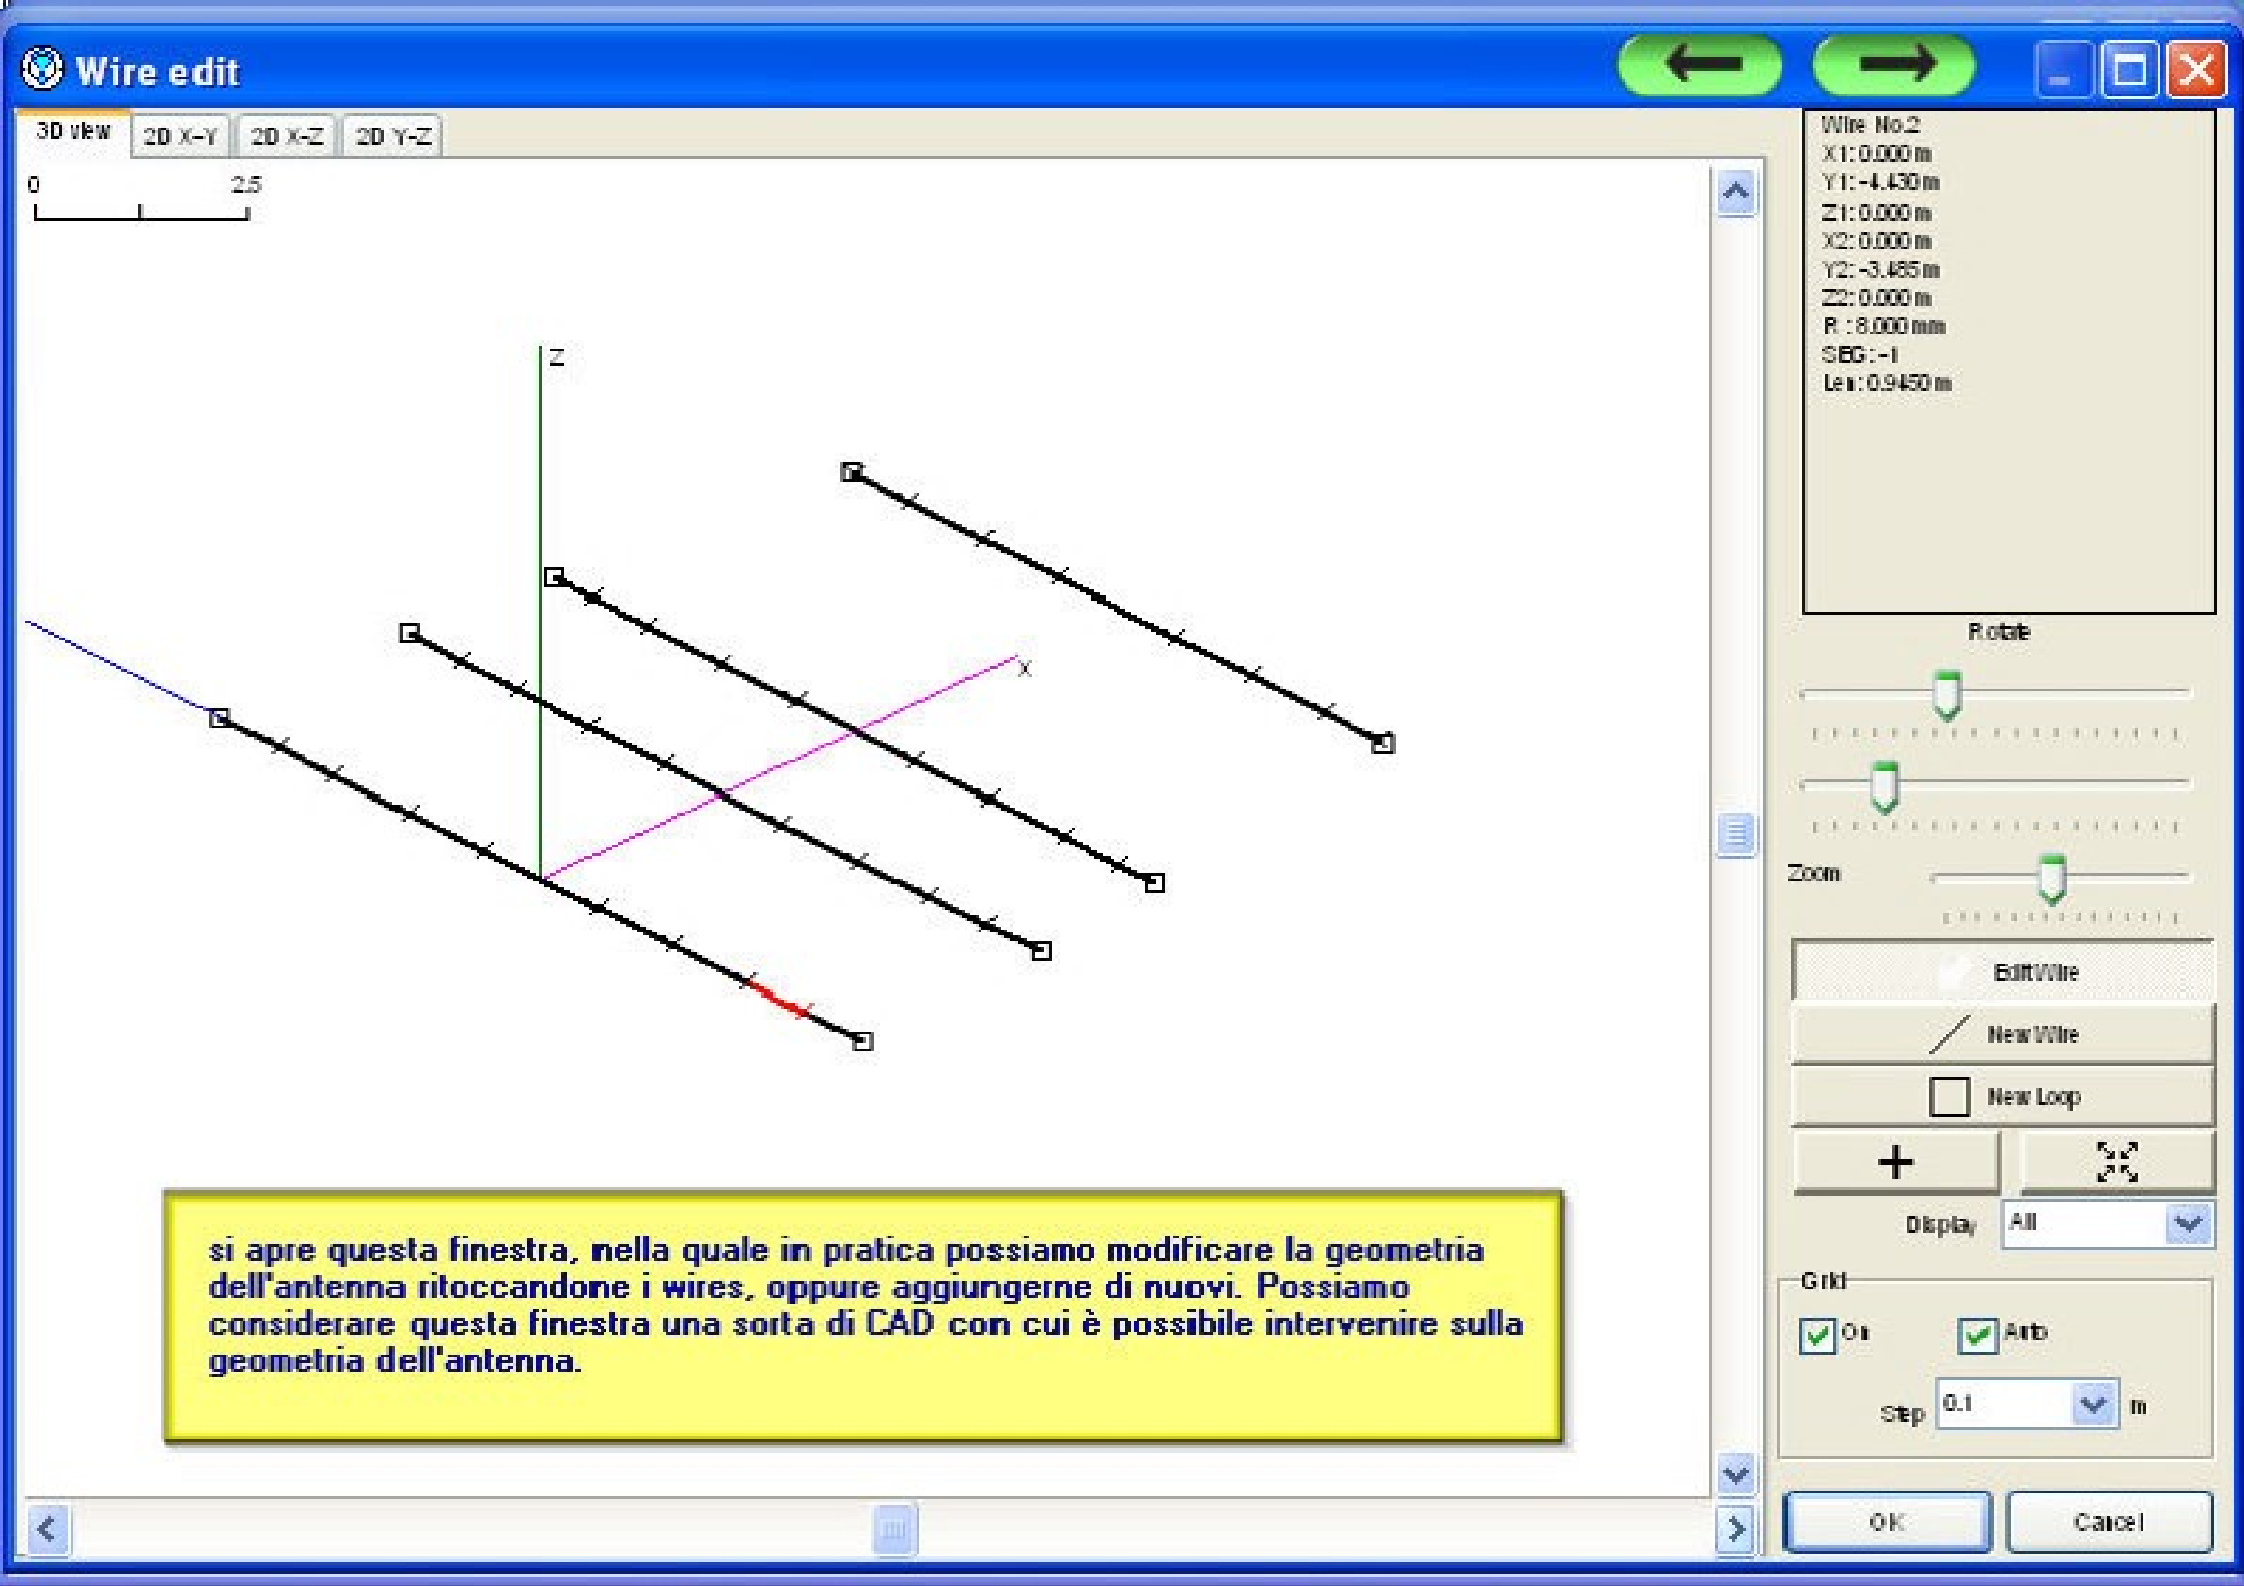 Wire edit
3D view
2D X-Y
2D X-Z
2D Y-Z
0
2.5
Z
X
Wire No.2
X1: 0.000 m
Y1: -4.430 m
Z1: 0.000 m
X2: 0.000 m
Y2: -3.485 m
Z2: 0.000 m
R : 8.000 mm
SEG : -1
Len: 0.9450 m
Rotate
Zoom
Edit Wire
New Wire
New Loop
Display All
Grid
On
Auto
Step 0.1 m
si apre questa finestra, nella quale in pratica possiamo modificare la geometria
dell'antenna ritoccandone i wires, oppure aggiungerne di nuovi. Possiamo
considerare questa finestra una sorta di CAD con cui è possibile intervenire sulla
geometria dell'antenna.
OK
Cancel